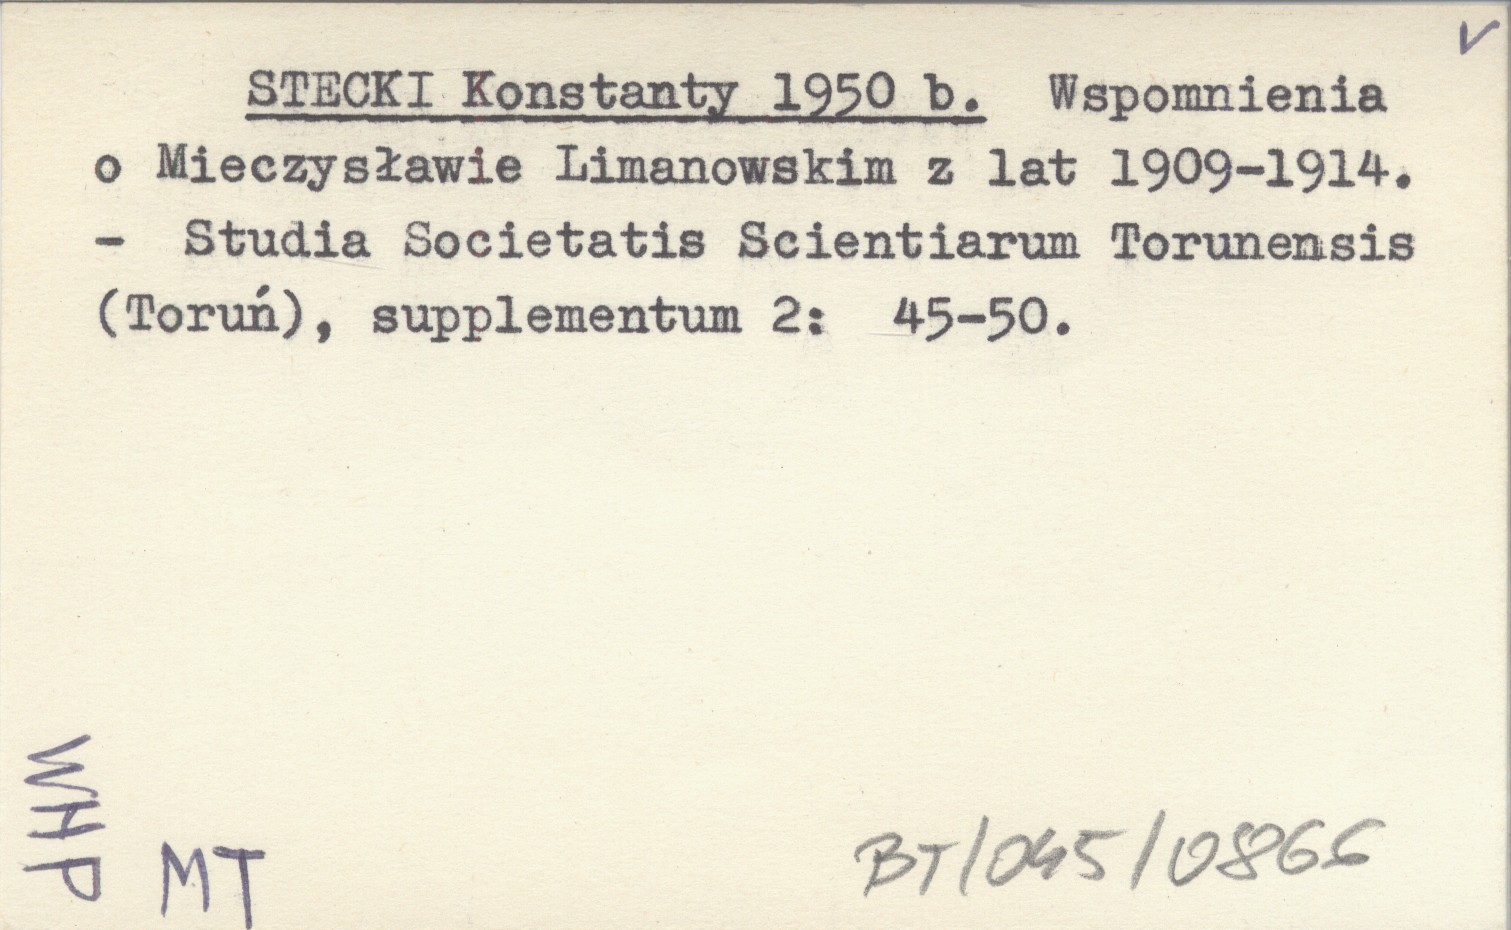 V
STECKI Konstanty 1950 b. Wspomnienia
o Mieczysławie Limanowskim z lat 1909-1914.
- Studia Societatis Scientiarum Torunensis
(Toruń), supplementum 2: 45-50.
WHP
MT
BT/045/0866